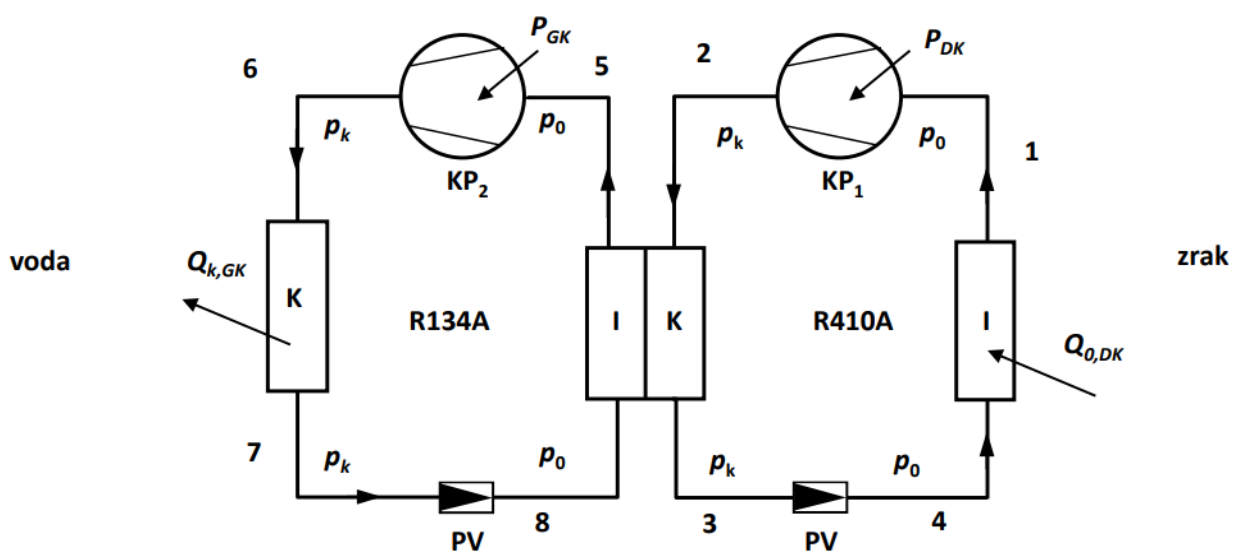 6
P_GK
5
2
P_DK
p_k
p_0
p_k
p_0
1
KP_2
KP_1
voda
Q_k,GK
zrak
K
R134A
I
K
R410A
I
Q_0,DK
7
p_k
p_0
p_k
p_0
8
3
4
PV
PV